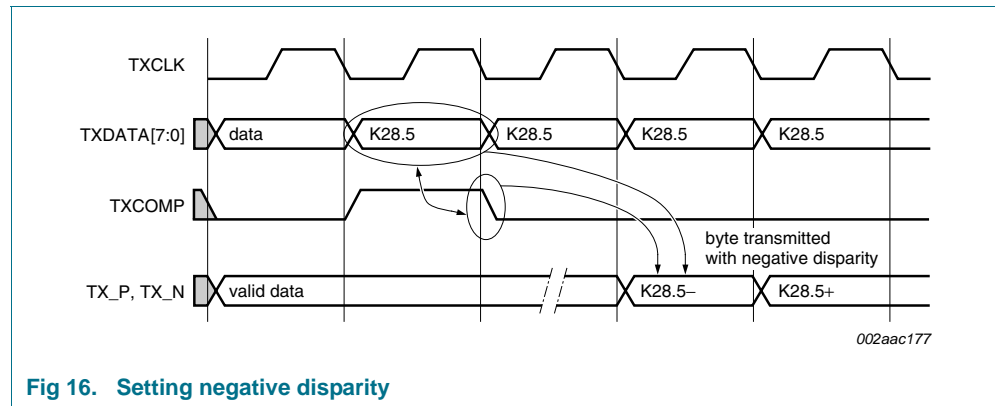 TXCLK
TXDATA[7:0] data K28.5 K28.5 K28.5 K28.5
TXCOMP
byte transmitted
with negative disparity
TX_P, TX_N valid data K28.5− K28.5+
002aac177
Fig 16. Setting negative disparity